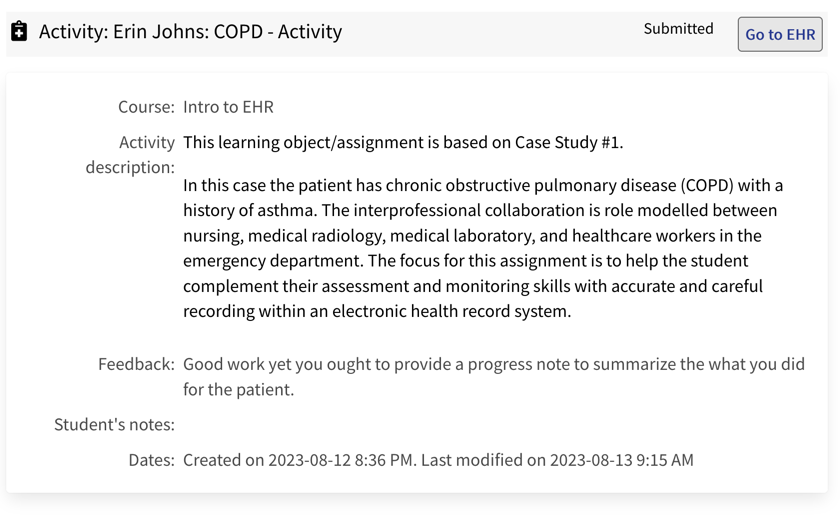 Activity: Erin Johns: COPD - Activity
Submitted
Go to EHR
Course: Intro to EHR
Activity description: This learning object/assignment is based on Case Study #1.
In this case the patient has chronic obstructive pulmonary disease (COPD) with a
history of asthma. The interprofessional collaboration is role modelled between
nursing, medical radiology, medical laboratory, and healthcare workers in the
emergency department. The focus for this assignment is to help the student
complement their assessment and monitoring skills with accurate and careful
recording within an electronic health record system.
Feedback: Good work yet you ought to provide a progress note to summarize the what you did
for the patient.
Student's notes:
Dates: Created on 2023-08-12 8:36 PM. Last modified on 2023-08-13 9:15 AM